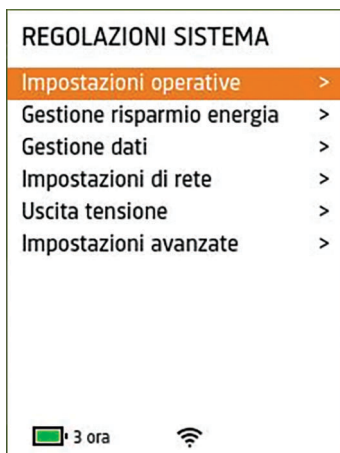 REGOLAZIONI SISTEMA
Impostazioni operative >
Gestione risparmio energia >
Gestione dati >
Impostazioni di rete >
Uscita tensione >
Impostazioni avanzate >
3 ora